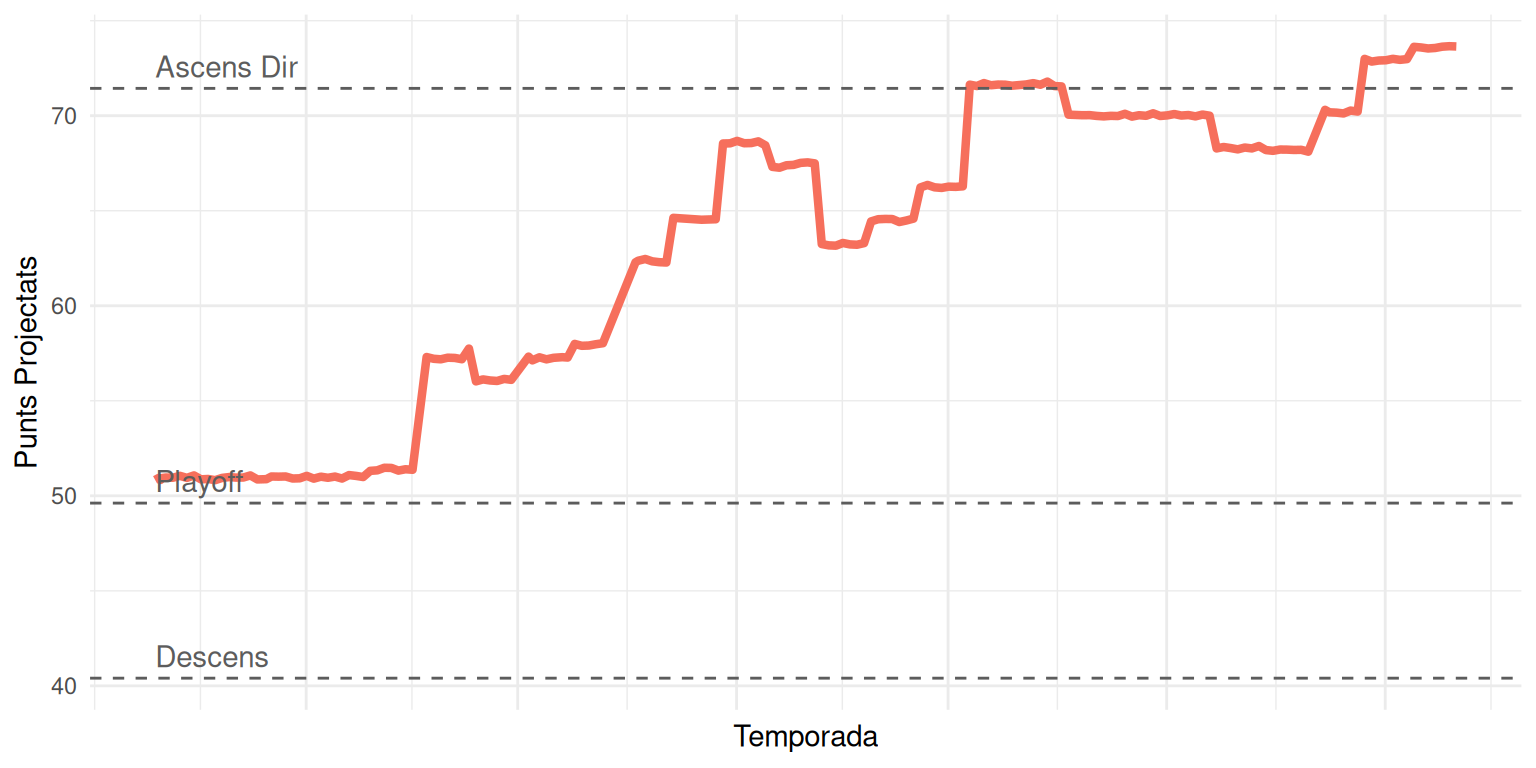 Ascens Dir
70
60
Playoff
50
Descens
40
Punts Projectats
Temporada